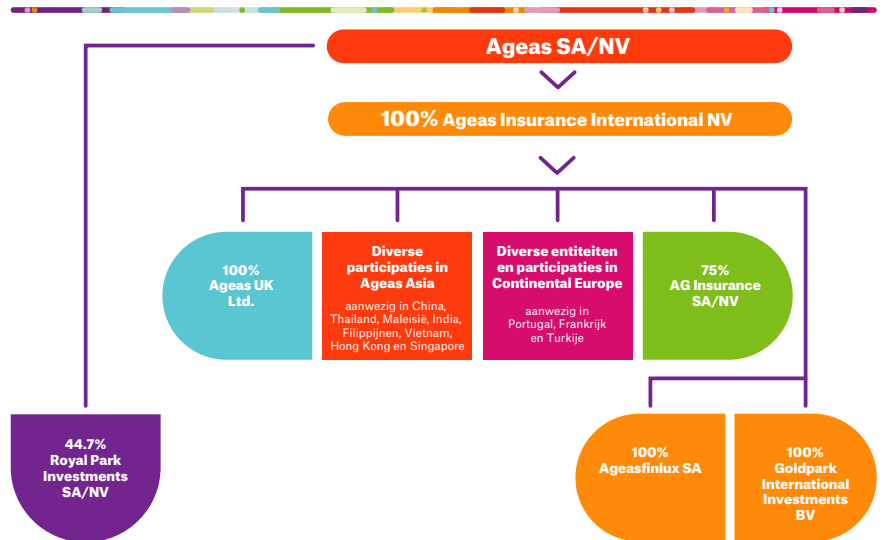 Ageas SA/NV
100% Ageas Insurance International NV
100%
Ageas UK
Ltd.
Diverse
participaties in
Ageas Asia
aanwezig in China,
Thailand, Maleisië, India,
Filippijnen, Vietnam,
Hong Kong en Singapore
Diverse entiteiten
en participaties in
Continental Europe
aanwezig in
Portugal, Frankrijk
en Turkije
75%
AG Insurance
SA/NV
44.7%
Royal Park
Investments
SA/NV
100%
Ageasfinlux SA
100%
Goldpark
International
Investments
BV